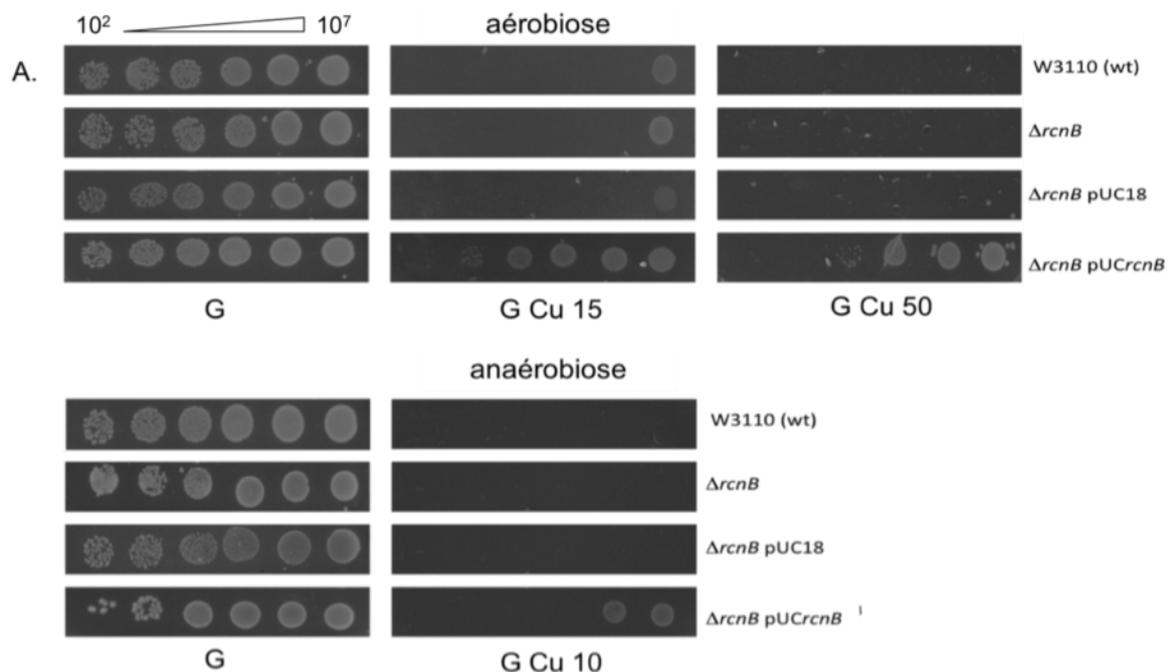 10² 10⁷ aérobiose
A.
W3110 (wt)
ΔrcnB
ΔrcnB pUC18
ΔrcnB pUCrcnB
G G Cu 15 G Cu 50
anaérobiose
W3110 (wt)
ΔrcnB
ΔrcnB pUC18
ΔrcnB pUCrcnB
G G Cu 10